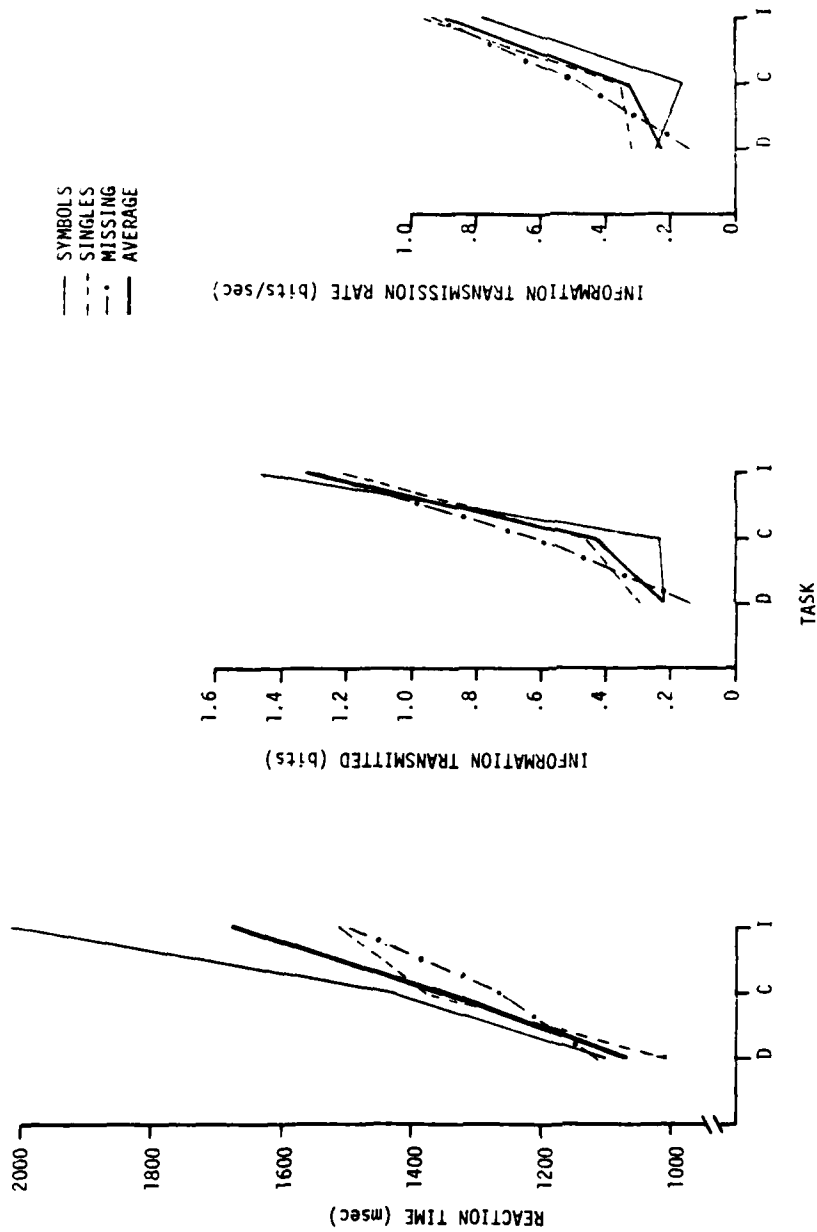 SYMBOLS
SINGLES
MISSING
AVERAGE
REACTION TIME (msec)
2000
1800
1600
1400
1200
1000
D
C
I
INFORMATION TRANSMITTED (bits)
1.6
1.4
1.2
1.0
.8
.6
.4
.2
0
D
C
I
TASK
INFORMATION TRANSMISSION RATE (bits/sec)
1.0
.8
.6
.4
.2
0
D
C
I